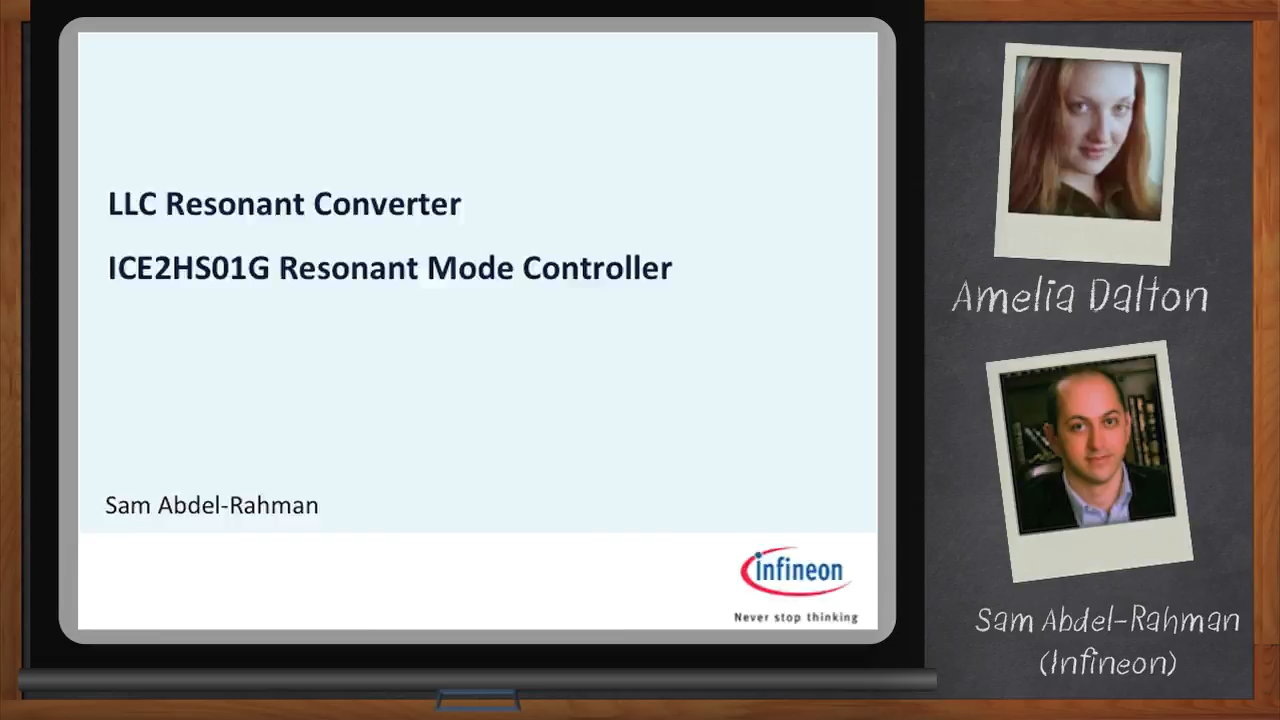 LLC Resonant Converter
ICE2HS01G Resonant Mode Controller
Sam Abdel-Rahman
infineon
Never stop thinking
Amelia Dalton
Sam Abdel-Rahman
(Infineon)